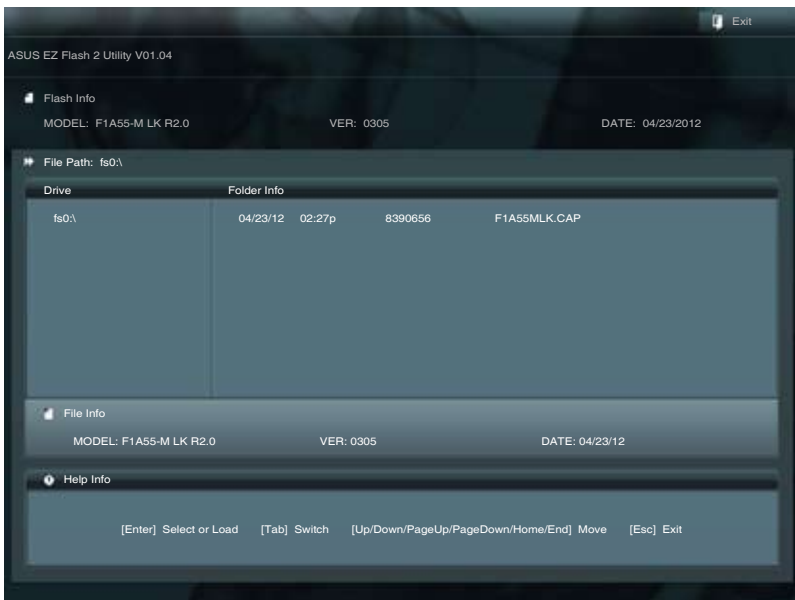 Exit
ASUS EZ Flash 2 Utility V01.04
Flash Info
MODEL: F1A55-M LK R2.0 VER: 0305 DATE: 04/23/2012
File Path: fs0:\
Drive Folder Info
fs0:\ 04/23/12 02:27p 8390656 F1A55MLK.CAP
File Info
MODEL: F1A55-M LK R2.0 VER: 0305 DATE: 04/23/12
Help Info
[Enter] Select or Load [Tab] Switch [Up/Down/PageUp/PageDown/Home/End] Move [Esc] Exit